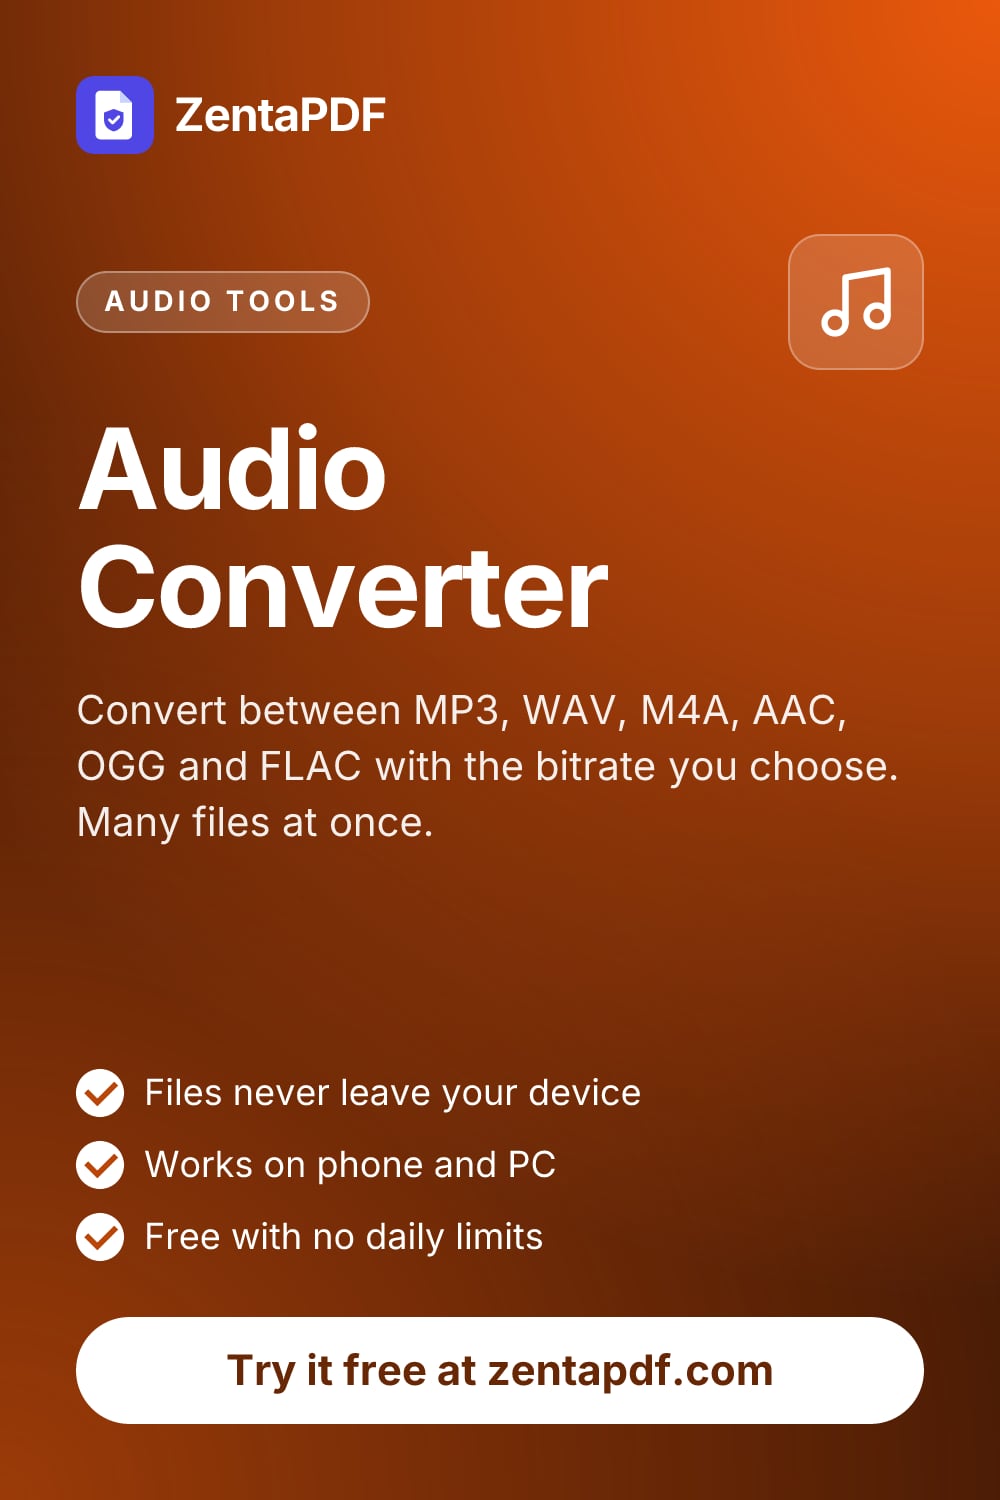 ZentaPDF
AUDIO TOOLS
Audio
Converter
Convert between MP3, WAV, M4A, AAC,
OGG and FLAC with the bitrate you choose.
Many files at once.
Files never leave your device
Works on phone and PC
Free with no daily limits
Try it free at zentapdf.com